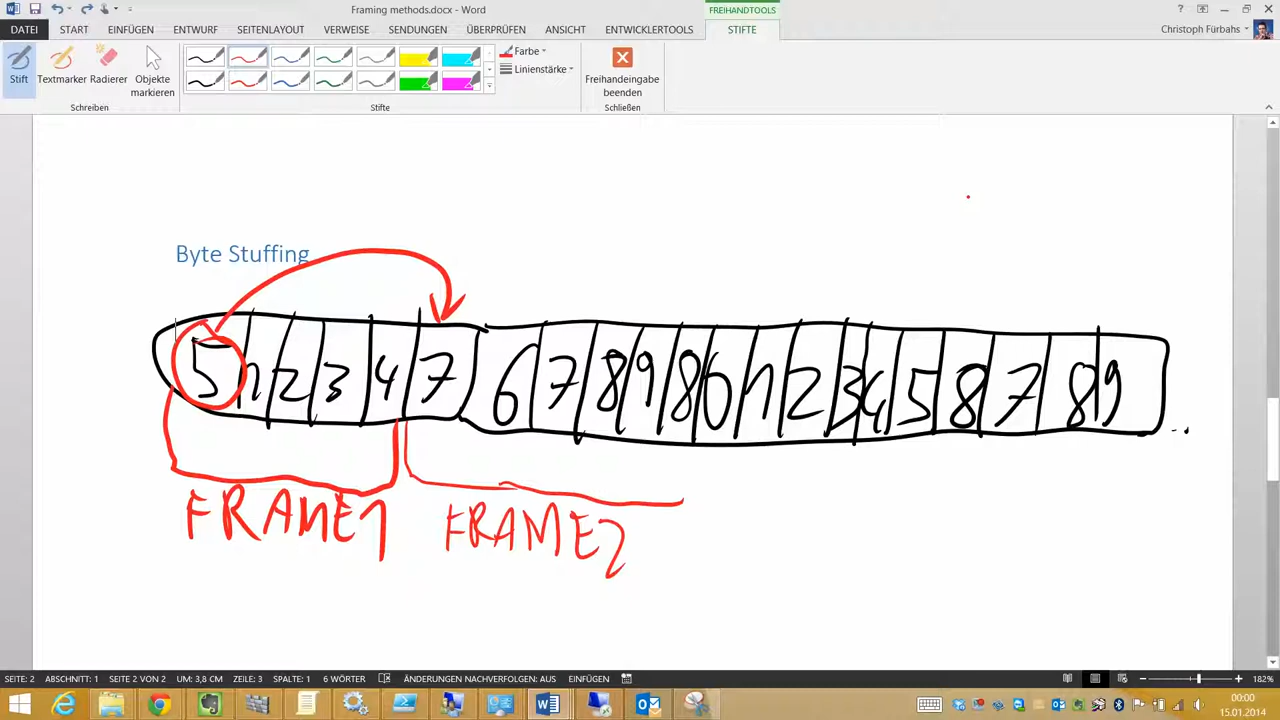 Framing methods.docx - Word
FREIHANDTOOLS
DATEI START EINFÜGEN ENTWURF SEITENLAYOUT VERWEISE SENDUNGEN ÜBERPRÜFEN ANSICHT ENTWICKLERTOOLS STIFTE Christoph Fürbahs
Stift Textmarker Radierer Objekte markieren
Farbe
Linienstärke
Freihandeingabe beenden
Schreiben Stifte Schließen
Byte Stuffing
5 1 2 3 4 7 6 7 8 9 8 0 1 2 3 4 5 8 7 8 9 ...
FRAME1 FRAME2
SEITE: 2 ABSCHNITT: 1 SEITE 2 VON 2 UM: 3,8 CM ZEILE: 3 SPALTE: 1 6 WÖRTER ÄNDERUNGEN NACHVERFOLGEN: AUS EINFÜGEN 182%
00:00
15.01.2014